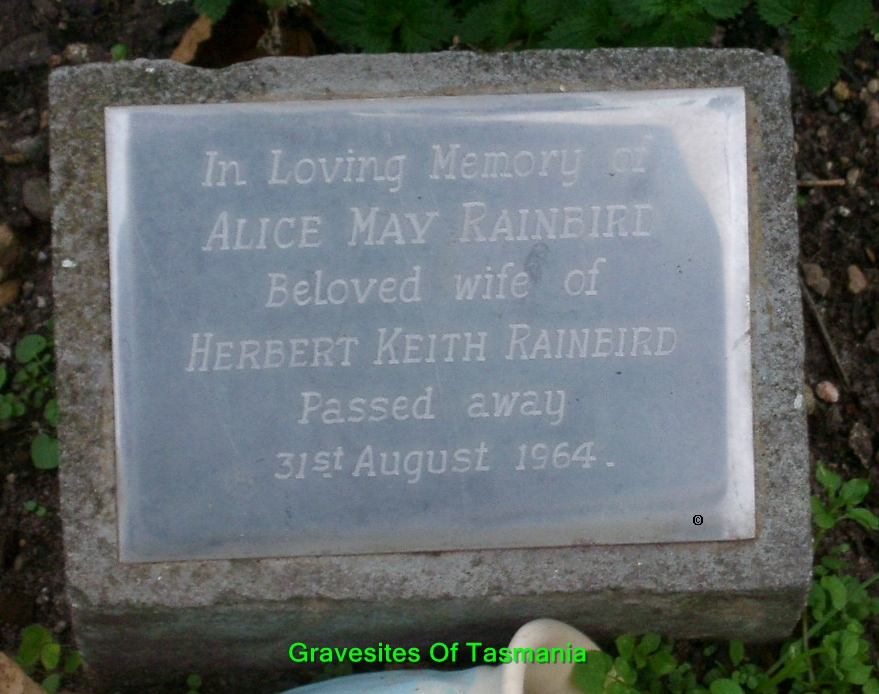 In Loving Memory of
ALICE MAY RAINBIRD
Beloved wife of
HERBERT KEITH RAINBIRD
Passed away
31st August 1964.
©
Gravesites Of Tasmania